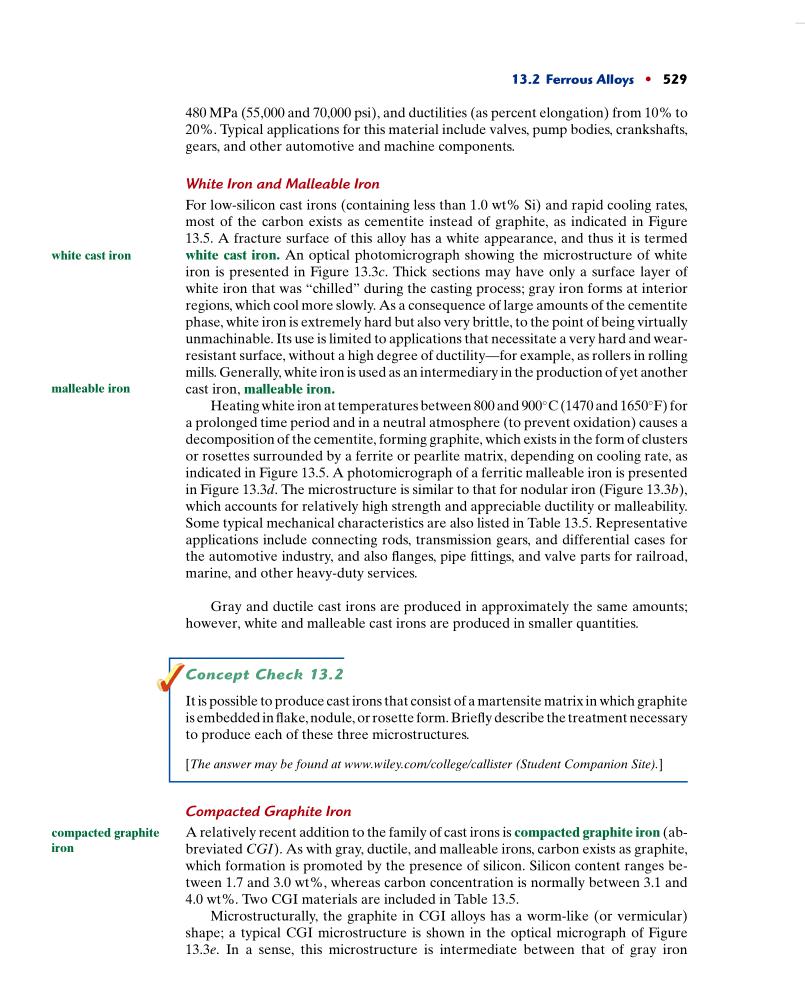 13.2 Ferrous Alloys • 529
480 MPa (55,000 and 70,000 psi), and ductilities (as percent elongation) from 10% to
20%. Typical applications for this material include valves, pump bodies, crankshafts,
gears, and other automotive and machine components.
White Iron and Malleable Iron
For low-silicon cast irons (containing less than 1.0 wt% Si) and rapid cooling rates,
most of the carbon exists as cementite instead of graphite, as indicated in Figure
13.5. A fracture surface of this alloy has a white appearance, and thus it is termed
white cast iron
white cast iron. An optical photomicrograph showing the microstructure of white
iron is presented in Figure 13.3c. Thick sections may have only a surface layer of
white iron that was “chilled” during the casting process; gray iron forms at interior
regions, which cool more slowly. As a consequence of large amounts of the cementite
phase, white iron is extremely hard but also very brittle, to the point of being virtually
unmachinable. Its use is limited to applications that necessitate a very hard and wear-
resistant surface, without a high degree of ductility—for example, as rollers in rolling
mills. Generally, white iron is used as an intermediary in the production of yet another
malleable iron
cast iron, malleable iron.
Heating white iron at temperatures between 800 and 900°C (1470 and 1650°F) for
a prolonged time period and in a neutral atmosphere (to prevent oxidation) causes a
decomposition of the cementite, forming graphite, which exists in the form of clusters
or rosettes surrounded by a ferrite or pearlite matrix, depending on cooling rate, as
indicated in Figure 13.5. A photomicrograph of a ferritic malleable iron is presented
in Figure 13.3d. The microstructure is similar to that for nodular iron (Figure 13.3b),
which accounts for relatively high strength and appreciable ductility or malleability.
Some typical mechanical characteristics are also listed in Table 13.5. Representative
applications include connecting rods, transmission gears, and differential cases for
the automotive industry, and also flanges, pipe fittings, and valve parts for railroad,
marine, and other heavy-duty services.
Gray and ductile cast irons are produced in approximately the same amounts;
however, white and malleable cast irons are produced in smaller quantities.
Concept Check 13.2
It is possible to produce cast irons that consist of a martensite matrix in which graphite
is embedded in flake, nodule, or rosette form. Briefly describe the treatment necessary
to produce each of these three microstructures.
[The answer may be found at www.wiley.com/college/callister (Student Companion Site).]
Compacted Graphite Iron
compacted graphite
iron
A relatively recent addition to the family of cast irons is compacted graphite iron (ab-
breviated CGI). As with gray, ductile, and malleable irons, carbon exists as graphite,
which formation is promoted by the presence of silicon. Silicon content ranges be-
tween 1.7 and 3.0 wt%, whereas carbon concentration is normally between 3.1 and
4.0 wt%. Two CGI materials are included in Table 13.5.
Microstructurally, the graphite in CGI alloys has a worm-like (or vermicular)
shape; a typical CGI microstructure is shown in the optical micrograph of Figure
13.3e. In a sense, this microstructure is intermediate between that of gray iron